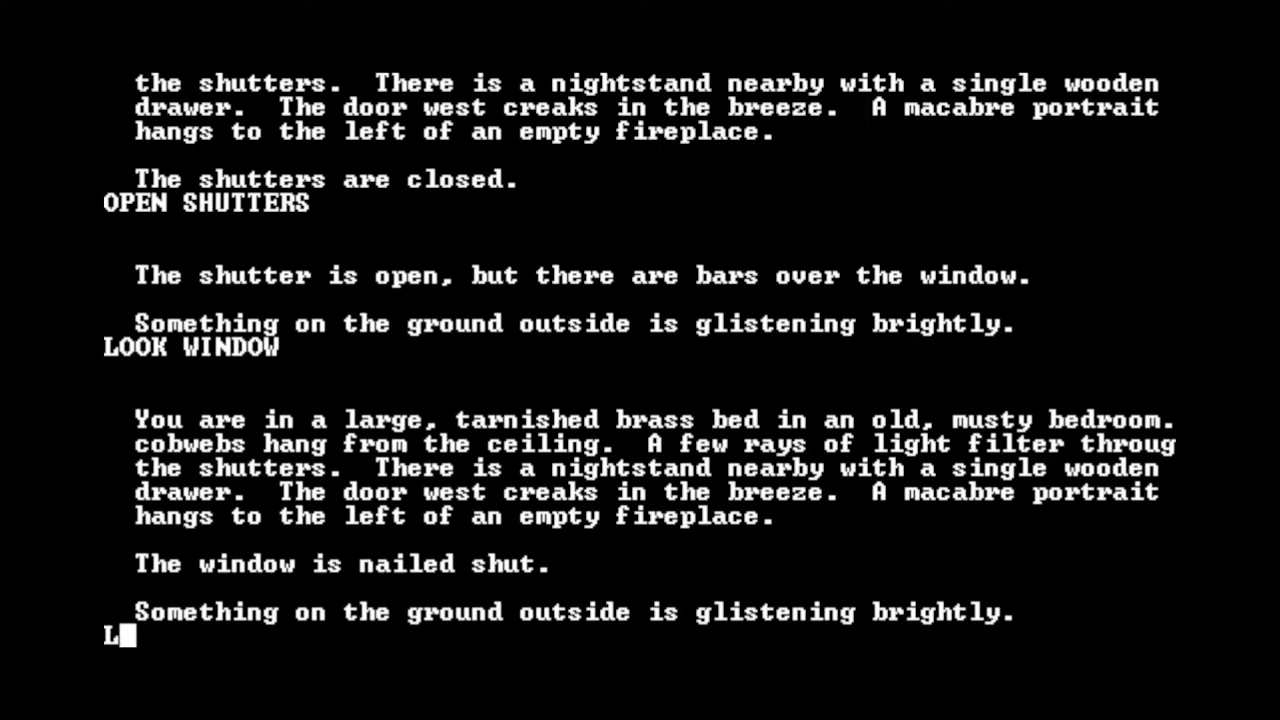 the shutters.  There is a nightstand nearby with a single wooden
drawer.  The door west creaks in the breeze.  A macabre portrait
hangs to the left of an empty fireplace.
The shutters are closed.
OPEN SHUTTERS
The shutter is open, but there are bars over the window.
Something on the ground outside is glistening brightly.
LOOK WINDOW
You are in a large, tarnished brass bed in an old, musty bedroom.
cobwebs hang from the ceiling.  A few rays of light filter throug
the shutters.  There is a nightstand nearby with a single wooden
drawer.  The door west creaks in the breeze.  A macabre portrait
hangs to the left of an empty fireplace.
The window is nailed shut.
Something on the ground outside is glistening brightly.
L